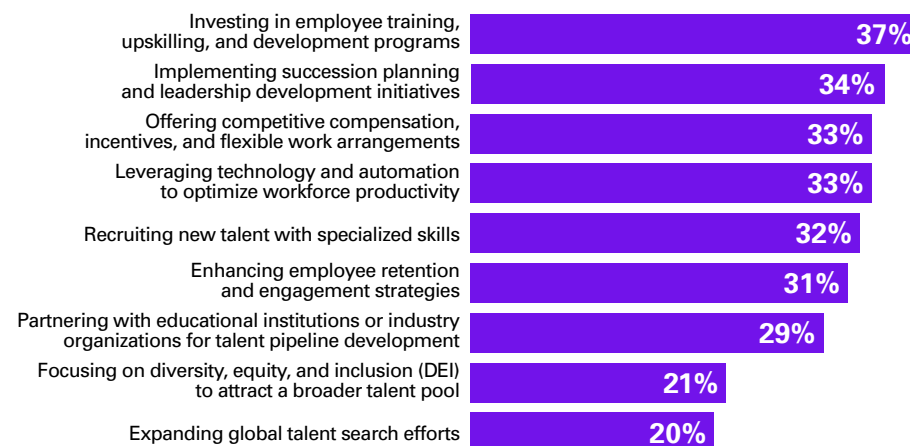 Investing in employee training,
upskilling, and development programs
37%
Implementing succession planning
and leadership development initiatives
34%
Offering competitive compensation,
incentives, and flexible work arrangements
33%
Leveraging technology and automation
to optimize workforce productivity
33%
Recruiting new talent with specialized skills
32%
Enhancing employee retention
and engagement strategies
31%
Partnering with educational institutions or industry
organizations for talent pipeline development
29%
Focusing on diversity, equity, and inclusion (DEI)
to attract a broader talent pool
21%
Expanding global talent search efforts
20%